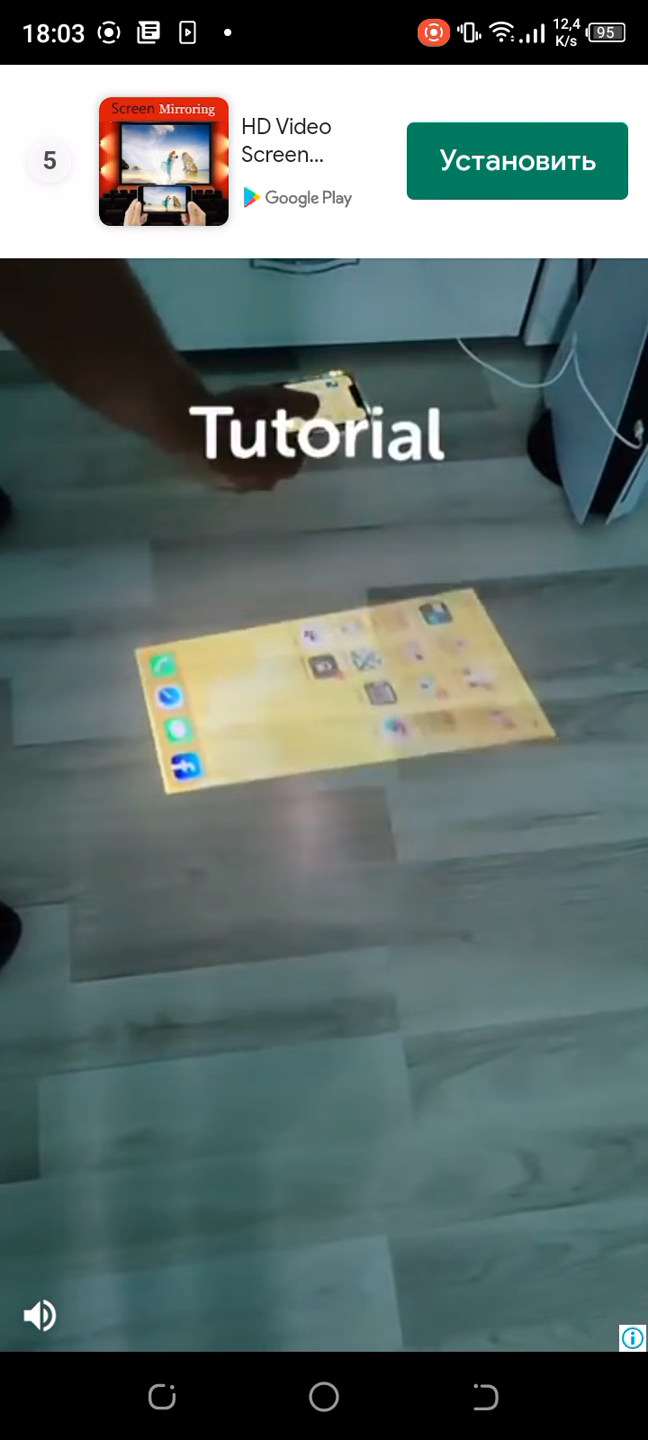 18:03
12,4
K/s
95
5
Screen Mirroring
HD Video
Screen...
Google Play
Установить
Tutorial